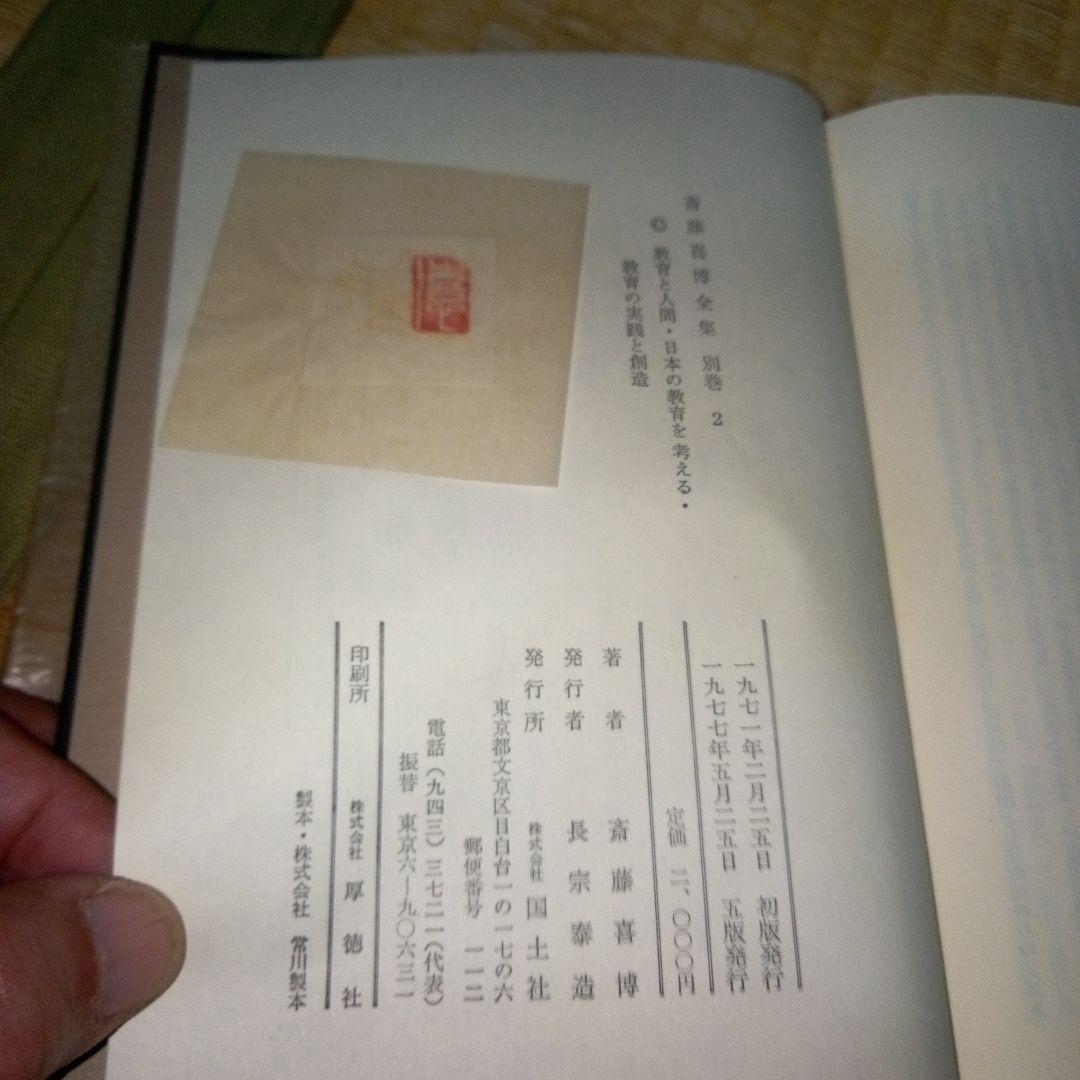 斎藤喜博全集 別巻 2
© 教育と人間・日本の教育を考える・
教育の実践と創造
一九七一年二月二五日 初版発行
一九七七年五月二五日 五版発行
定価 二、〇〇〇円
著者 斎藤喜博
発行者 長宗泰造
発行所 株式会社 国土社
東京都文京区目白台一の一七の六
郵便番号 一一二
電話(九四三)三七二一(代表)
振替 東京六ー九〇六三一
印刷所 株式会社 厚徳社
製本・株式会社 常川製本